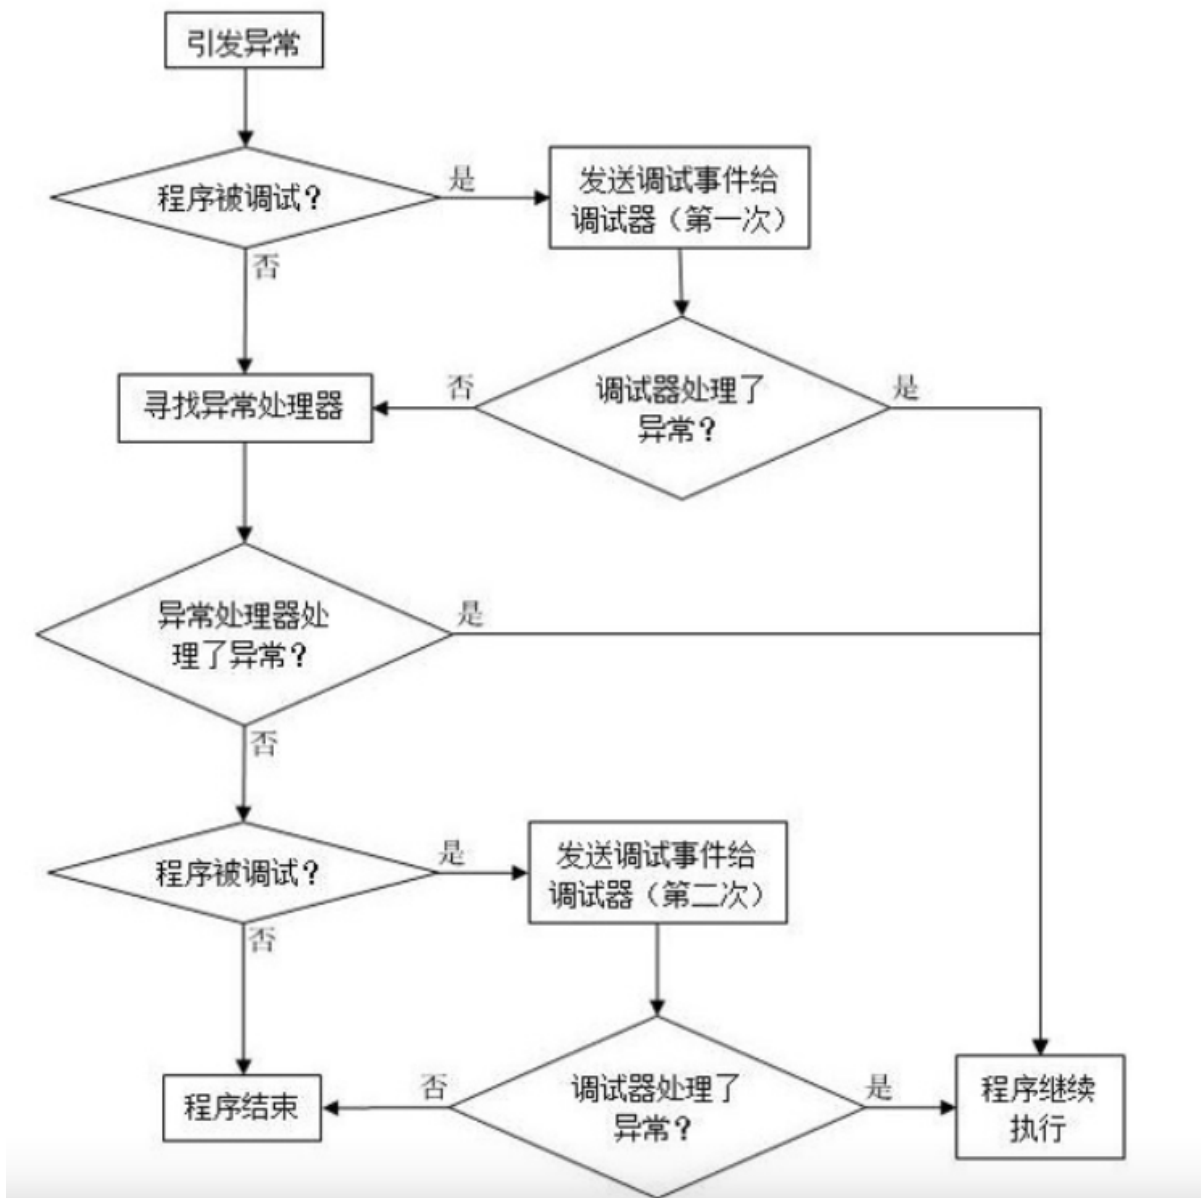 引发异常
程序被调试？
是
发送调试事件给
调试器（第一次）
否
寻找异常处理器
否
调试器处理了
异常？
是
异常处理器处
理了异常？
是
否
程序被调试？
是
发送调试事件给
调试器（第二次）
否
程序结束
否
调试器处理了
异常？
是
程序继续
执行